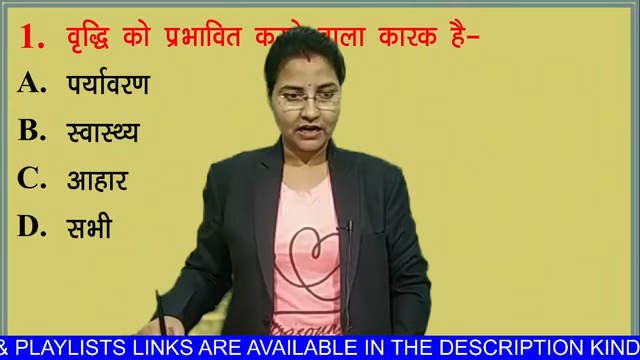 1. वृद्धि को प्रभावित वाला कारक है-
A. पर्यावरण
B. स्वास्थ्य
C. आहार
D. सभी
& PLAYLISTS LINKS ARE AVAILABLE IN THE DESCRIPTION KIND